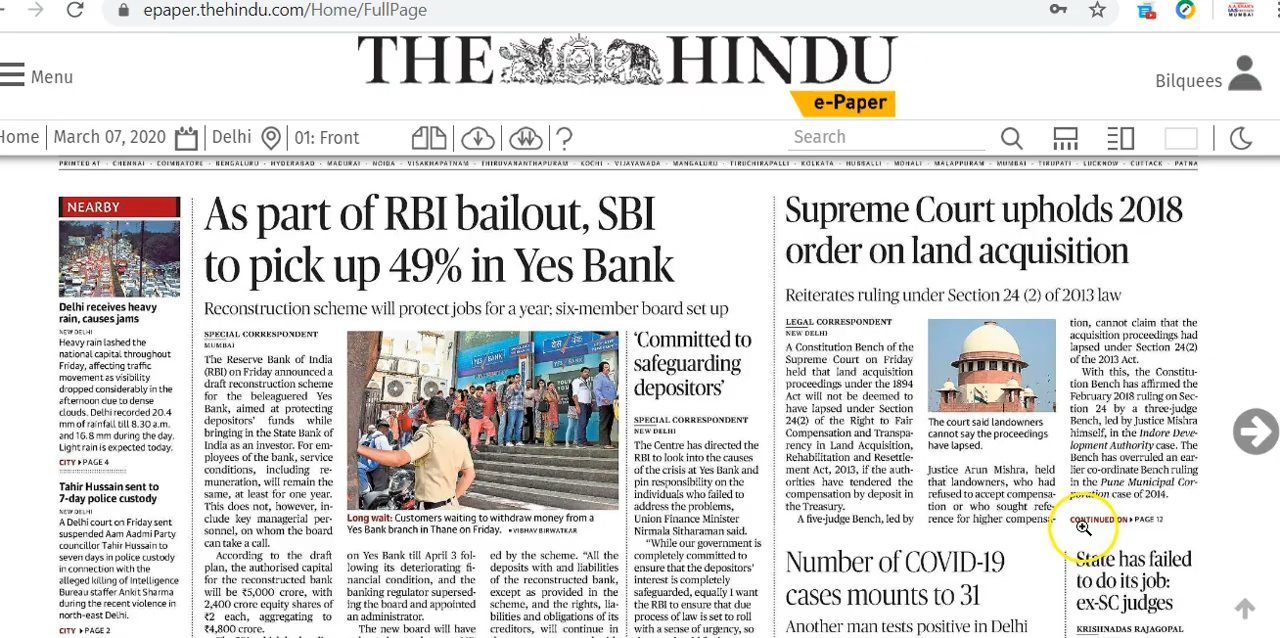 epaper.thehindu.com/Home/FullPage
THE HINDU
e-Paper
Menu
Bilquees
Home
March 07, 2020
Delhi
01: Front
Search
PRINTED AT · CHENNAI · COIMBATORE · BENGALURU · HYDERABAD · MADURAI · NOIDA · VISAKHAPATNAM · THIRUVANANTHAPURAM · KOCHI · VIJAYAWADA · MANGALURU · TIRUCHIRAPALLI · KOLKATA · HUBBALLI · MOHALI · MALAPPURAM · MUMBAI · TIRUPATI · LUCKNOW · CUTTACK · PATNA
NEARBY
Delhi receives heavy
rain, causes jams
NEW DELHI
Heavy rain lashed the
national capital throughout
Friday, affecting traffic
movement as visibility
dropped considerably in the
afternoon due to dense
clouds. Delhi recorded 20.4
mm of rainfall till 8.30 a.m.
and 16.8 mm during the day.
Light rain is expected today.
CITY ▸ PAGE 4
Tahir Hussain sent to
7-day police custody
NEW DELHI
A Delhi court on Friday sent
suspended Aam Aadmi Party
councillor Tahir Hussain to
seven days in police custody
in connection with the
alleged killing of Intelligence
Bureau staffer Ankit Sharma
during the recent violence in
north-east Delhi.
CITY ▸ PAGE 2
As part of RBI bailout, SBI
to pick up 49% in Yes Bank
Reconstruction scheme will protect jobs for a year; six-member board set up
SPECIAL CORRESPONDENT
MUMBAI
The Reserve Bank of India
(RBI) on Friday announced a
draft reconstruction scheme
for the beleaguered Yes
Bank, aimed at protecting
depositors' funds while
bringing in the State Bank of
India as an investor. For em-
ployees of the bank, service
conditions, including re-
muneration, will remain the
same, at least for one year.
This does not, however, in-
clude key managerial per-
sonnel, on whom the board
can take a call.
According to the draft
plan, the authorised capital
for the reconstructed bank
will be ₹5,000 crore, with
2,400 crore equity shares of
₹2 each, aggregating to
₹4,800 crore.
Long wait: Customers waiting to withdraw money from a
Yes Bank branch in Thane on Friday. • VIBHAV BIRWATKAR
on Yes Bank till April 3 fol-
lowing its deteriorating fi-
nancial condition, and the
banking regulator supersed-
ing the board and appointed
an administrator.
The new board will have
ed by the scheme. “All the
deposits with and liabilities
of the reconstructed bank,
except as provided in the
scheme, and the rights, lia-
bilities and obligations of its
creditors, will continue in
‘Committed to
safeguarding
depositors’
SPECIAL CORRESPONDENT
NEW DELHI
The Centre has directed the
RBI to look into the causes
of the crisis at Yes Bank and
pin responsibility on the
individuals who failed to
address the problems,
Union Finance Minister
Nirmala Sitharaman said.
“While our government is
completely committed to
ensure that the depositors’
interest is completely
safeguarded, equally I want
the RBI to ensure that due
process of law is set to roll
with a sense of urgency, so
Supreme Court upholds 2018
order on land acquisition
Reiterates ruling under Section 24 (2) of 2013 law
LEGAL CORRESPONDENT
NEW DELHI
A Constitution Bench of the
Supreme Court on Friday
held that land acquisition
proceedings under the 1894
Act will not be deemed to
have lapsed under Section
24(2) of the Right to Fair
Compensation and Transpa-
rency in Land Acquisition,
Rehabilitation and Resettle-
ment Act, 2013, if the auth-
orities have tendered the
compensation by deposit in
the Treasury.
A five-judge Bench, led by
The court said landowners
cannot say the proceedings
have lapsed.
Justice Arun Mishra, held
that landowners, who had
refused to accept compensa-
tion or who sought refe-
rence for higher compensa-
tion, cannot claim that the
acquisition proceedings had
lapsed under Section 24(2)
of the 2013 Act.
With this, the Constitu-
tion Bench has affirmed the
February 2018 ruling on Sec-
tion 24 by a three-judge
Bench, led by Justice Mishra
himself, in the Indore Deve-
lopment Authority case. The
Bench has overruled an ear-
lier co-ordinate Bench ruling
in the Pune Municipal Cor-
poration case of 2014.
CONTINUED ON ▸ PAGE 12
Number of COVID-19
cases mounts to 31
Another man tests positive in Delhi
State has failed
to do its job:
ex-SC judges
KRISHNADAS RAJAGOPAL